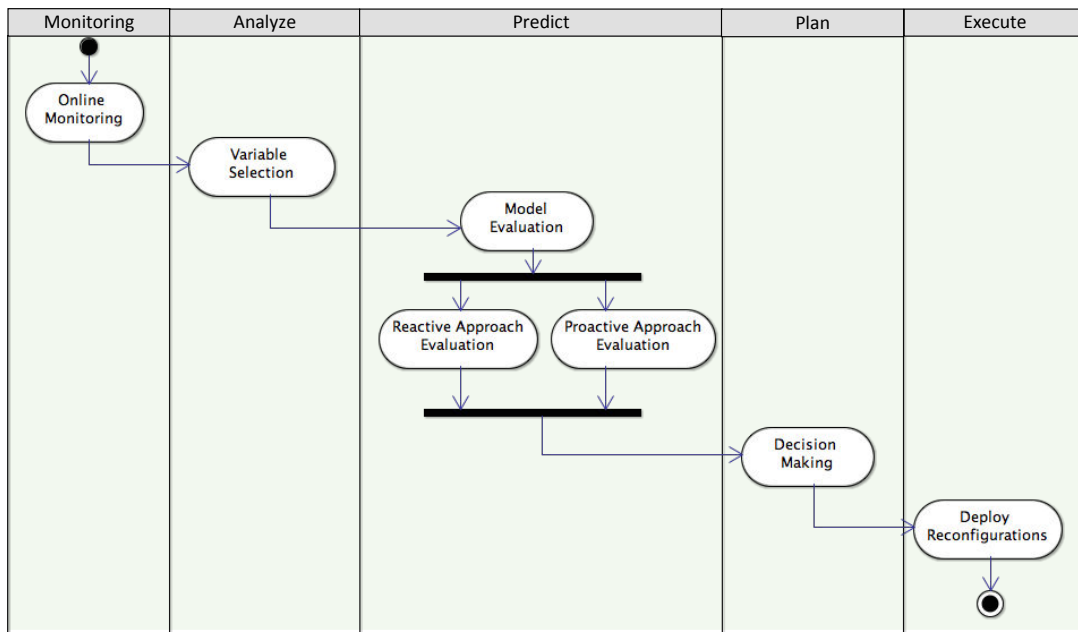 Monitoring
Analyze
Predict
Plan
Execute
Online
Monitoring
Variable
Selection
Model
Evaluation
Reactive Approach
Evaluation
Proactive Approach
Evaluation
Decision
Making
Deploy
Reconfigurations